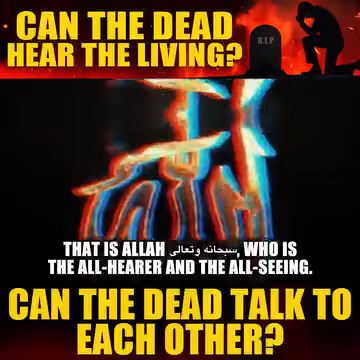 CAN THE DEAD
HEAR THE LIVING?
R.I.P
THAT IS ALLAH سبحانه وتعالى, WHO IS
THE ALL-HEARER AND THE ALL-SEEING.
CAN THE DEAD TALK TO
EACH OTHER?